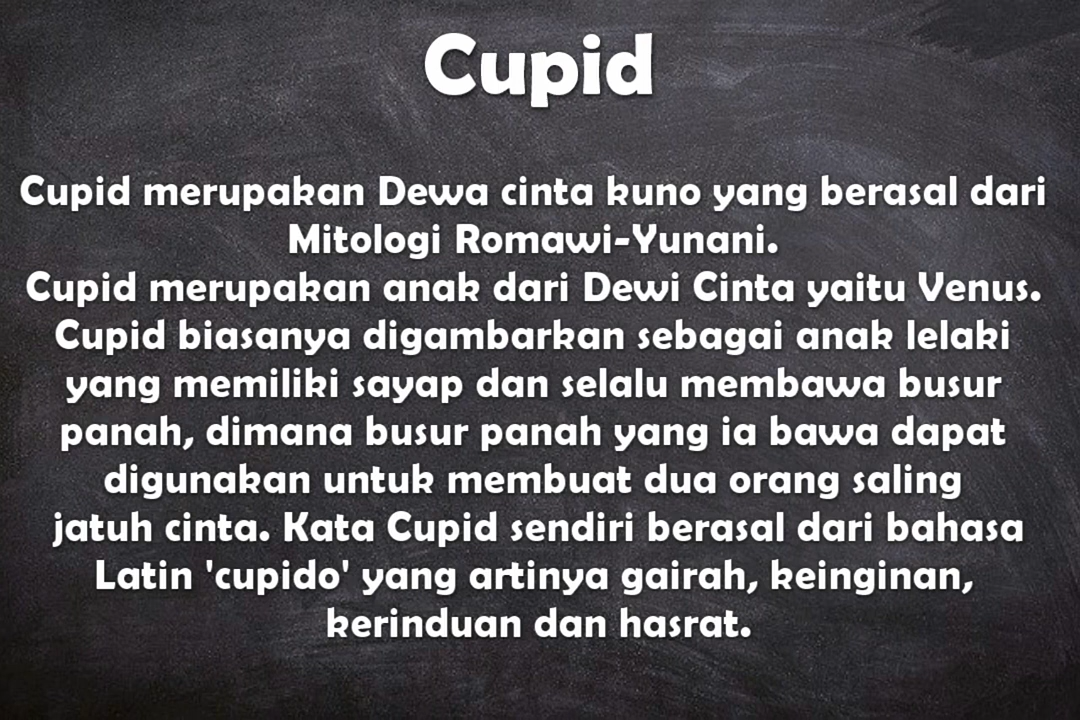 Cupid
Cupid merupakan Dewa cinta kuno yang berasal dari
Mitologi Romawi-Yunani.
Cupid merupakan anak dari Dewi Cinta yaitu Venus.
Cupid biasanya digambarkan sebagai anak lelaki
yang memiliki sayap dan selalu membawa busur
panah, dimana busur panah yang ia bawa dapat
digunakan untuk membuat dua orang saling
jatuh cinta. Kata Cupid sendiri berasal dari bahasa
Latin 'cupido' yang artinya gairah, keinginan,
kerinduan dan hasrat.